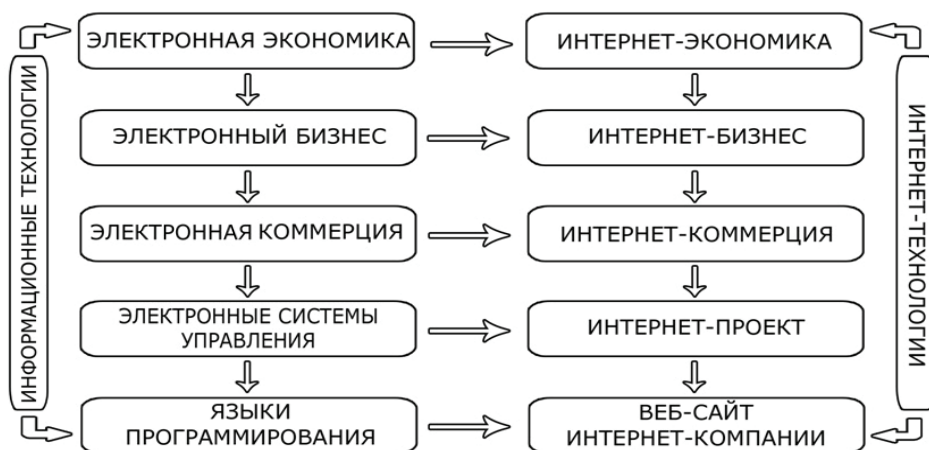 ИНФОРМАЦИОННЫЕ ТЕХНОЛОГИИ
ЭЛЕКТРОННАЯ ЭКОНОМИКА
ИНТЕРНЕТ-ЭКОНОМИКА
ЭЛЕКТРОННЫЙ БИЗНЕС
ИНТЕРНЕТ-БИЗНЕС
ЭЛЕКТРОННАЯ КОММЕРЦИЯ
ИНТЕРНЕТ-КОММЕРЦИЯ
ЭЛЕКТРОННЫЕ СИСТЕМЫ
УПРАВЛЕНИЯ
ИНТЕРНЕТ-ПРОЕКТ
ЯЗЫКИ
ПРОГРАММИРОВАНИЯ
ВЕБ-САЙТ
ИНТЕРНЕТ-КОМПАНИИ
ИНТЕРНЕТ-ТЕХНОЛОГИИ